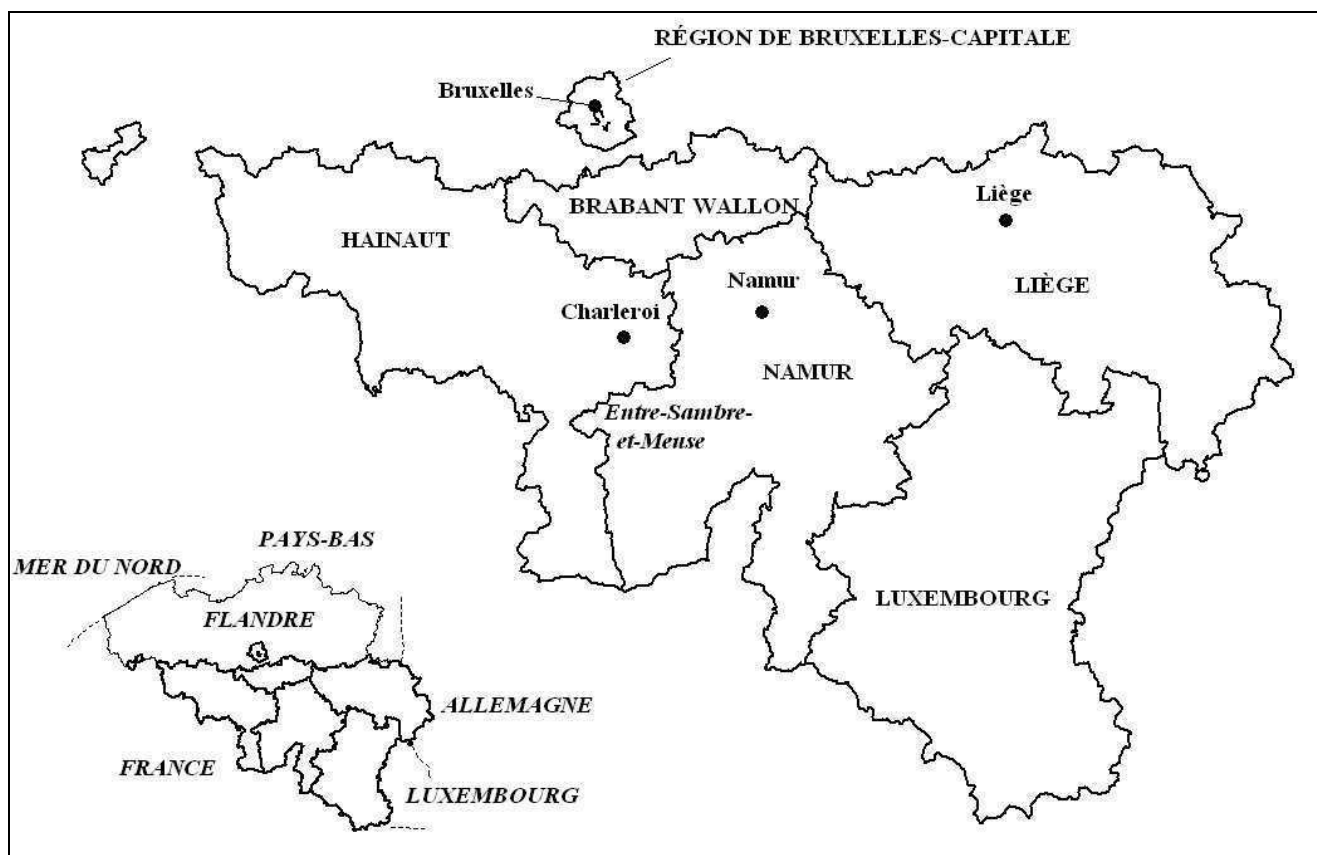 RÉGION DE BRUXELLES-CAPITALE
Bruxelles
Liège
BRABANT WALLON
HAINAUT
LIÈGE
Namur
Charleroi
NAMUR
Entre-Sambre-
et-Meuse
PAYS-BAS
MER DU NORD
FLANDRE
LUXEMBOURG
ALLEMAGNE
FRANCE
LUXEMBOURG